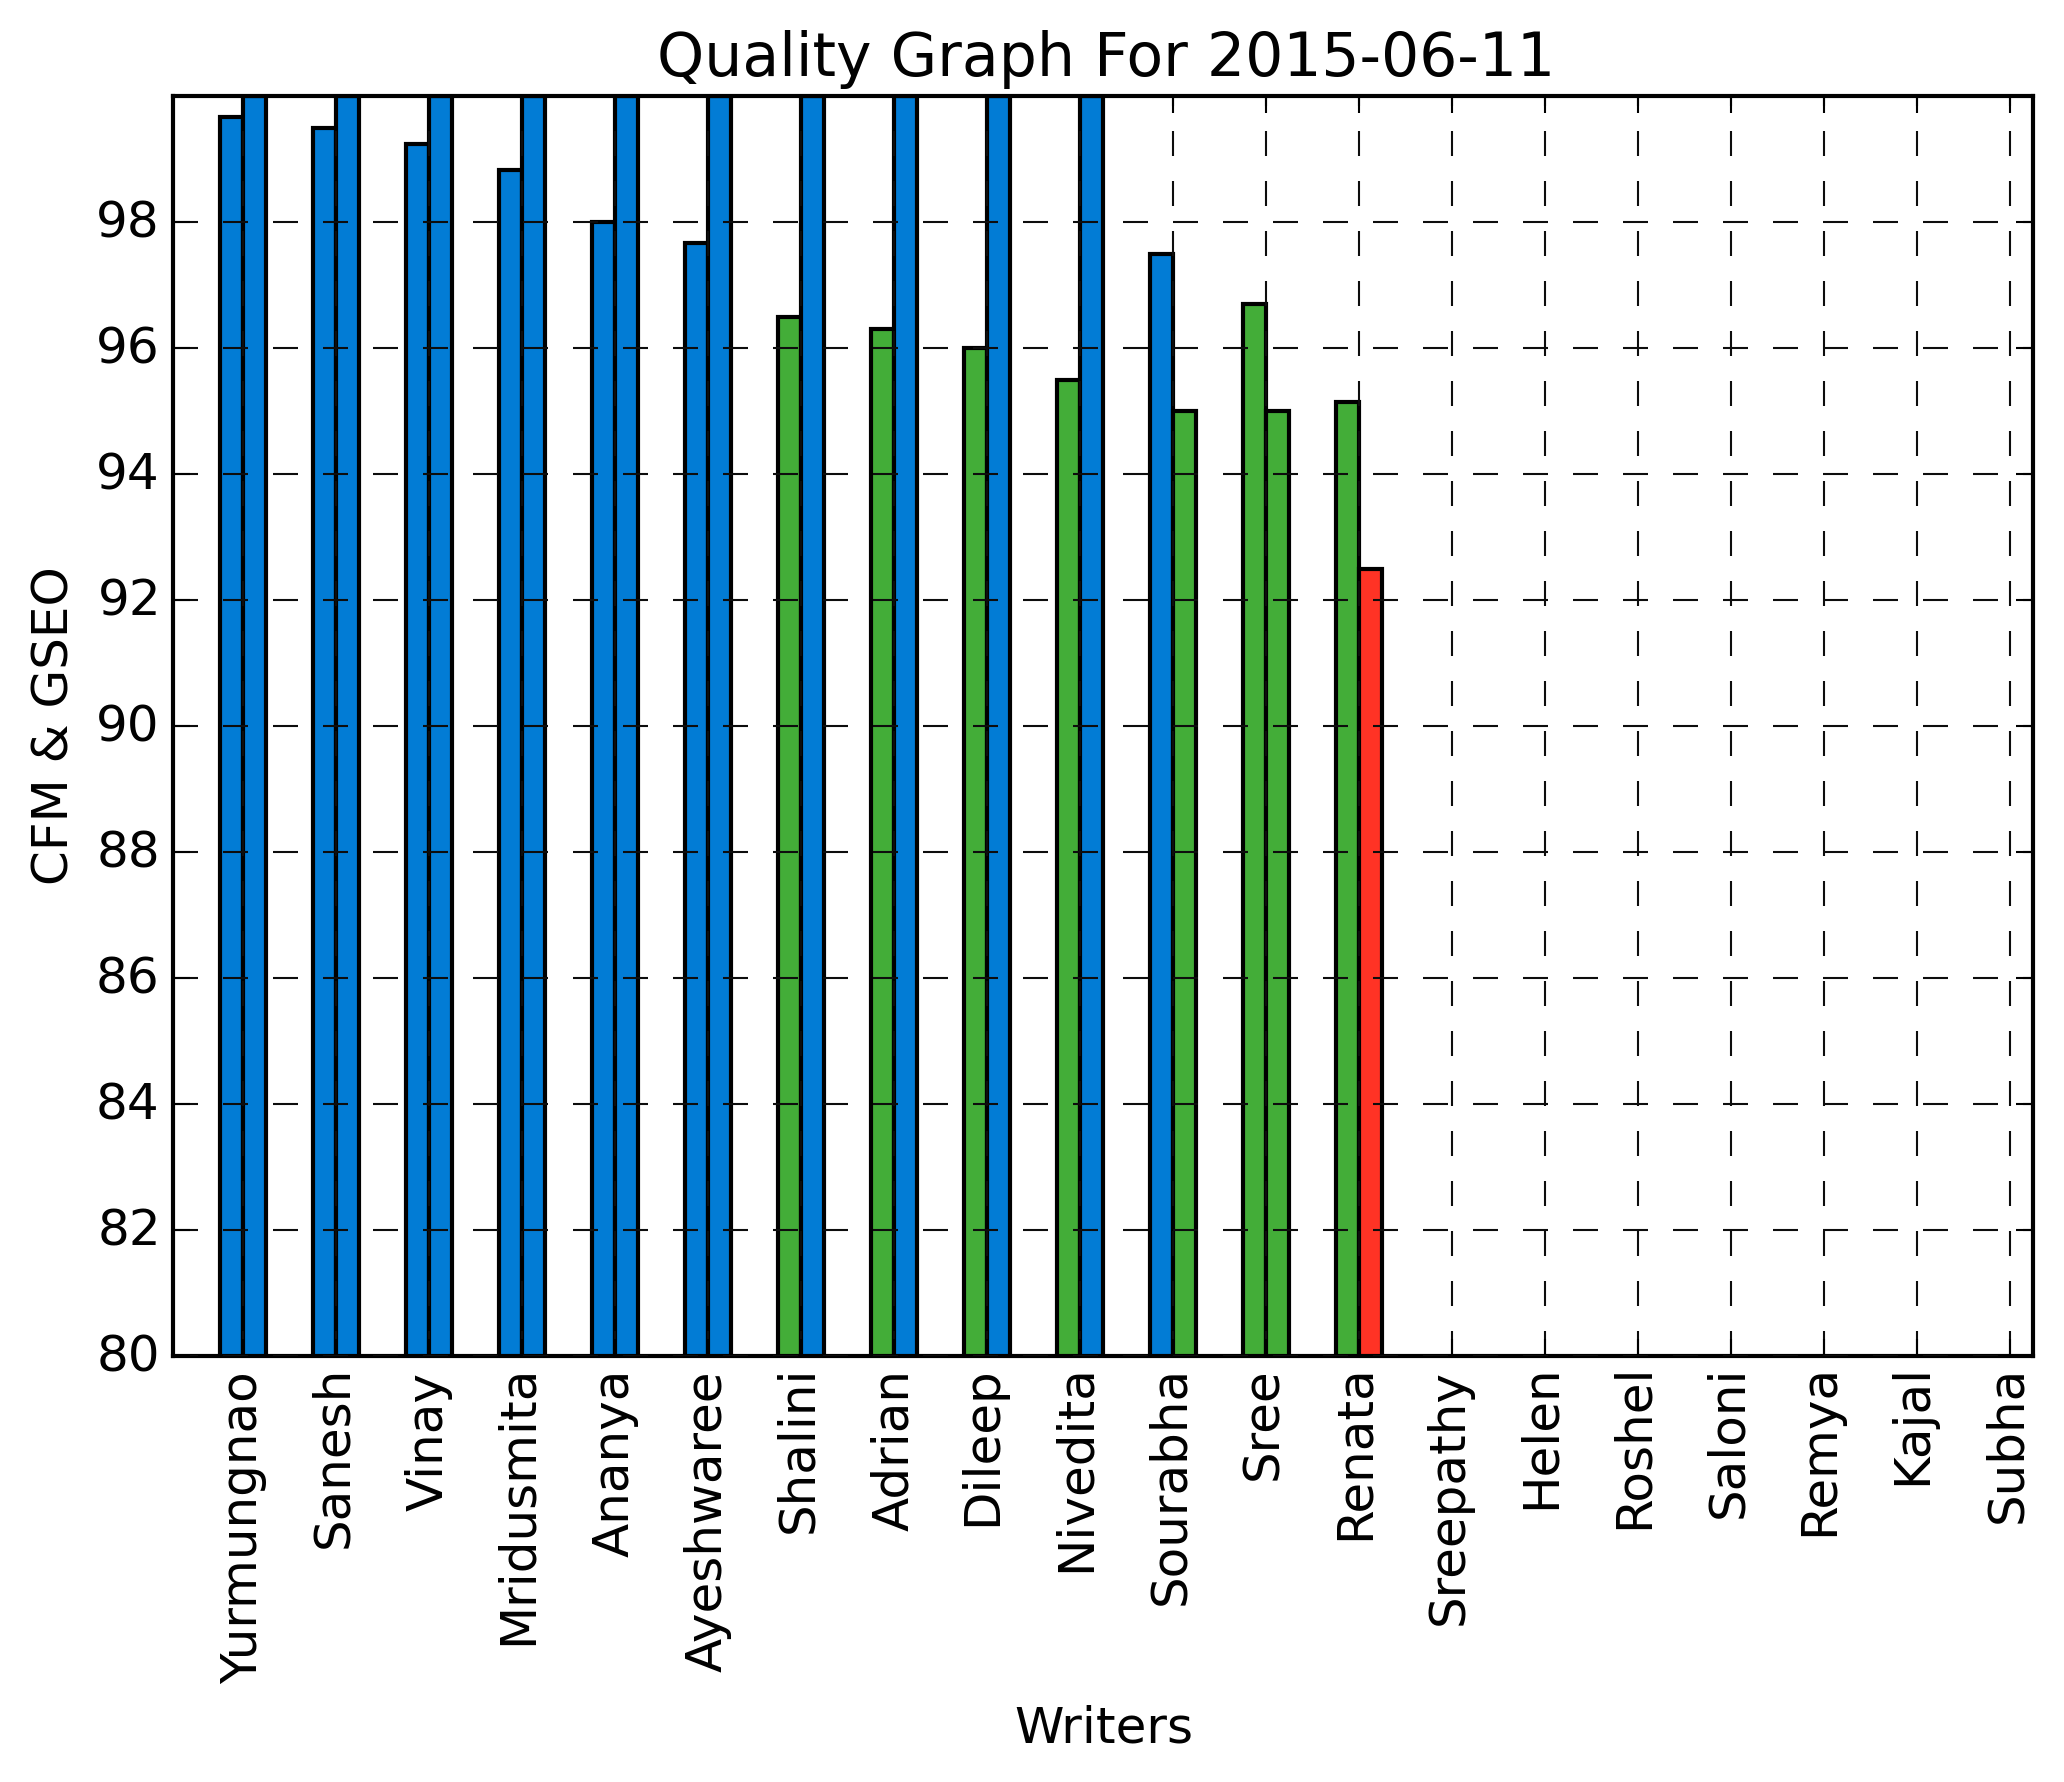 Quality Graph For 2015-06-11
CFM & GSEO
98
96
94
92
90
88
86
84
82
80
Yurmungnao
Sanesh
Vinay
Mridusmita
Ananya
Ayeshwaree
Shalini
Adrian
Dileep
Nivedita
Sourabha
Sree
Renata
Sreepathy
Helen
Roshel
Saloni
Remya
Kajal
Subha
Writers